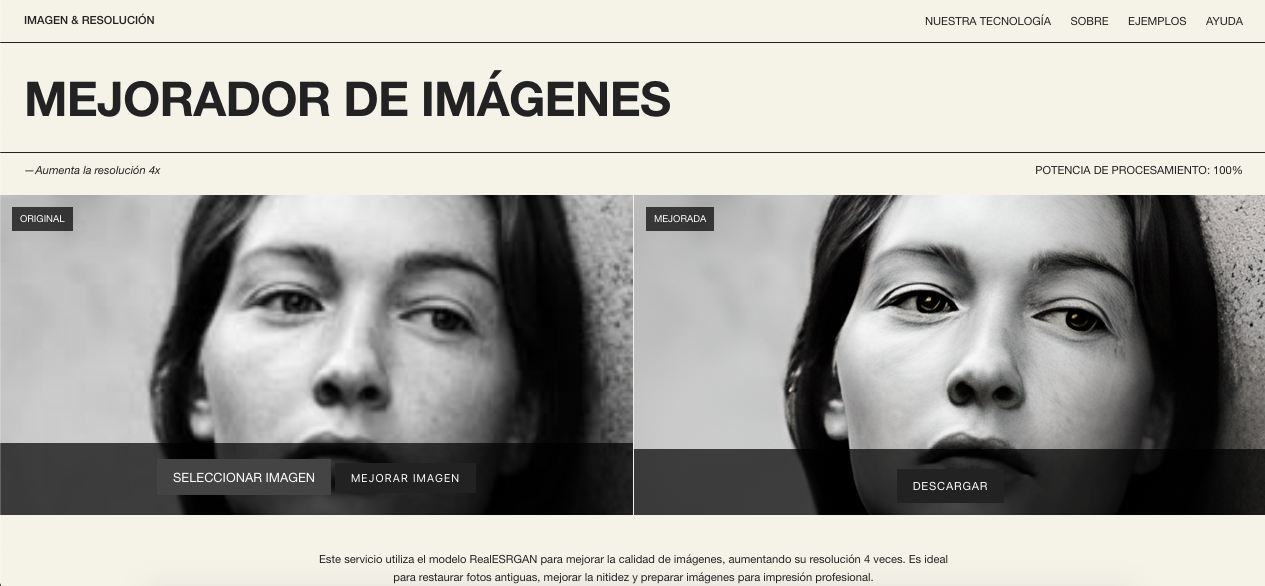 IMAGEN & RESOLUCIÓN
NUESTRA TECNOLOGÍA SOBRE EJEMPLOS AYUDA
MEJORADOR DE IMÁGENES
—Aumenta la resolución 4x
POTENCIA DE PROCESAMIENTO: 100%
ORIGINAL
MEJORADA
SELECCIONAR IMAGEN
MEJORAR IMAGEN
DESCARGAR
Este servicio utiliza el modelo RealESRGAN para mejorar la calidad de imágenes, aumentando su resolución 4 veces. Es ideal
para restaurar fotos antiguas, mejorar la nitidez y preparar imágenes para impresión profesional.